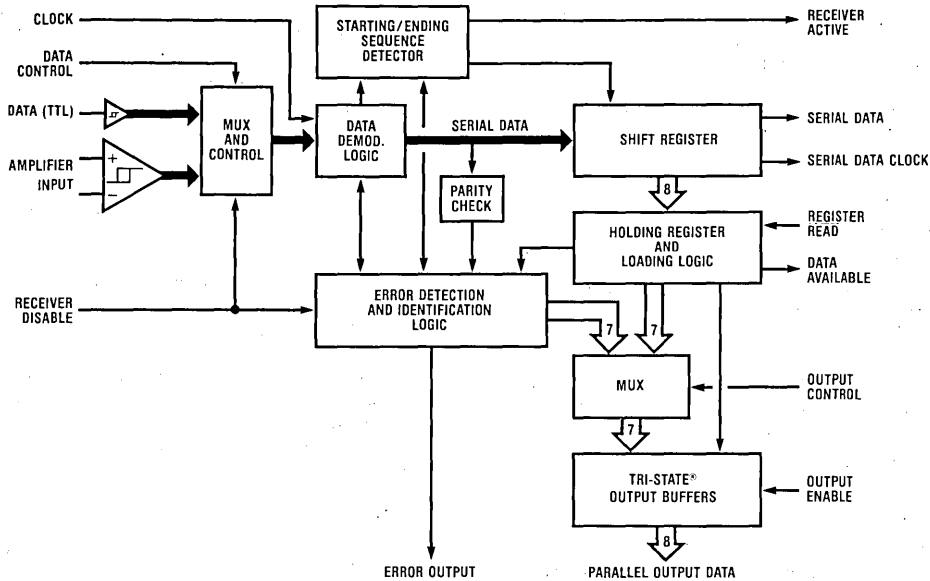 CLOCK
DATA
CONTROL
DATA (TTL)
AMPLIFIER
INPUT
+
−
RECEIVER
DISABLE
MUX
AND
CONTROL
STARTING/ENDING
SEQUENCE
DETECTOR
DATA
DEMOD.
LOGIC
SERIAL DATA
PARITY
CHECK
ERROR DETECTION
AND IDENTIFICATION
LOGIC
SHIFT REGISTER
8
HOLDING REGISTER
AND
LOADING LOGIC
7
7
MUX
7
TRI-STATE®
OUTPUT BUFFERS
8
RECEIVER
ACTIVE
SERIAL DATA
SERIAL DATA CLOCK
REGISTER
READ
DATA
AVAILABLE
OUTPUT
CONTROL
OUTPUT
ENABLE
ERROR OUTPUT
PARALLEL OUTPUT DATA